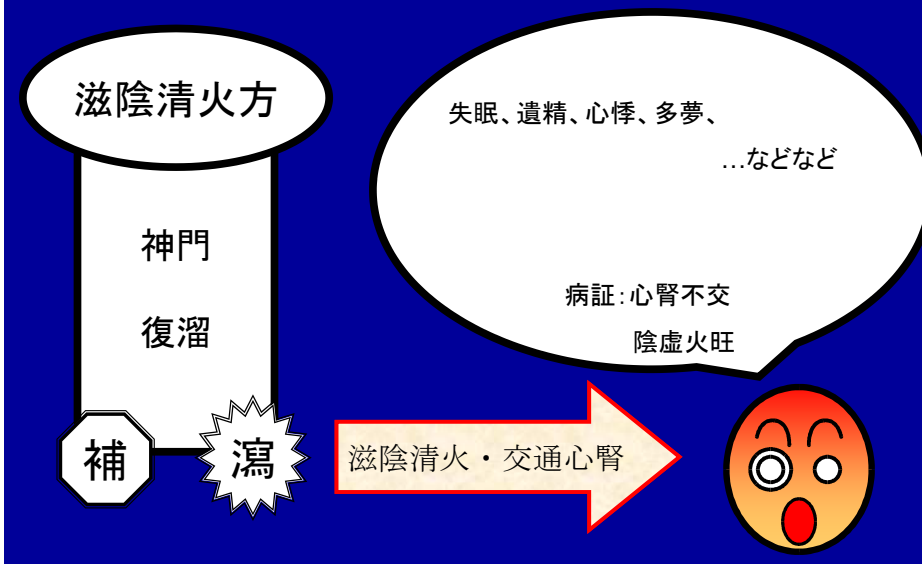 滋陰清火方
神門
復溜
補
瀉
失眠、遺精、心悸、多夢、
…などなど
病証：心腎不交
陰虚火旺
滋陰清火・交通心腎